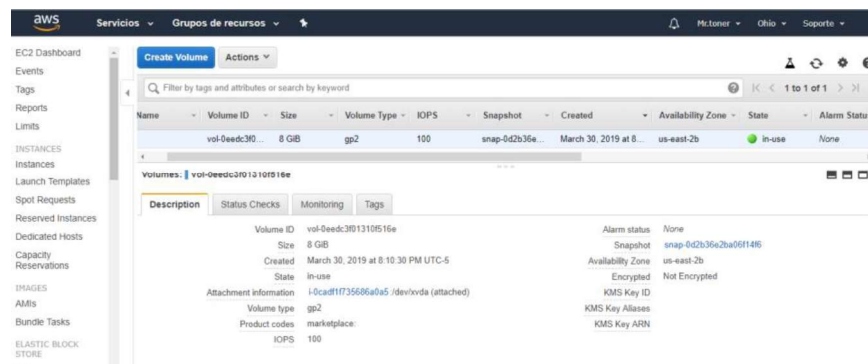 aws Servicios Grupos de recursos Mr.toner Ohio Soporte
EC2 Dashboard
Events
Tags
Reports
Limits
INSTANCES
Instances
Launch Templates
Spot Requests
Reserved Instances
Dedicated Hosts
Capacity
Reservations
IMAGES
AMIs
Bundle Tasks
ELASTIC BLOCK
STORE
Create Volume Actions
Filter by tags and attributes or search by keyword 1 to 1 of 1
Name Volume ID Size Volume Type IOPS Snapshot Created Availability Zone State Alarm Statu
vol-0eedc3f0... 8 GiB gp2 100 snap-0d2b36e... March 30, 2019 at 8... us-east-2b in-use None
Volumes: vol-0eedc3f01310f516e
Description Status Checks Monitoring Tags
Volume ID vol-0eedc3f01310f516e
Size 8 GiB
Created March 30, 2019 at 8:10:30 PM UTC-5
State in-use
Attachment information i-0cadf1f735686a0a5 /dev/xvda (attached)
Volume type gp2
Product codes marketplace:
IOPS 100
Alarm status None
Snapshot snap-0d2b36e2ba06f14f6
Availability Zone us-east-2b
Encrypted Not Encrypted
KMS Key ID
KMS Key Aliases
KMS Key ARN